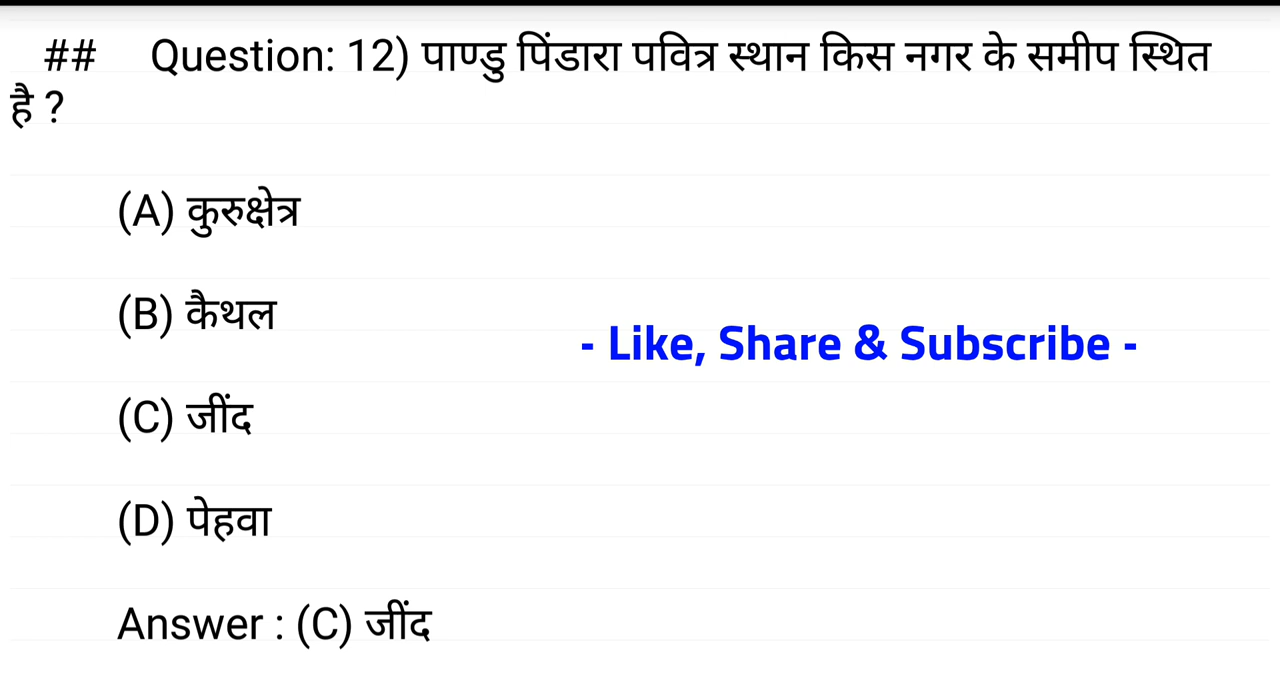 ## Question: 12) पाण्डु पिंडारा पवित्र स्थान किस नगर के समीप स्थित
है ?
(A) कुरुक्षेत्र
(B) कैथल
- Like, Share & Subscribe -
(C) जींद
(D) पेहवा
Answer : (C) जींद